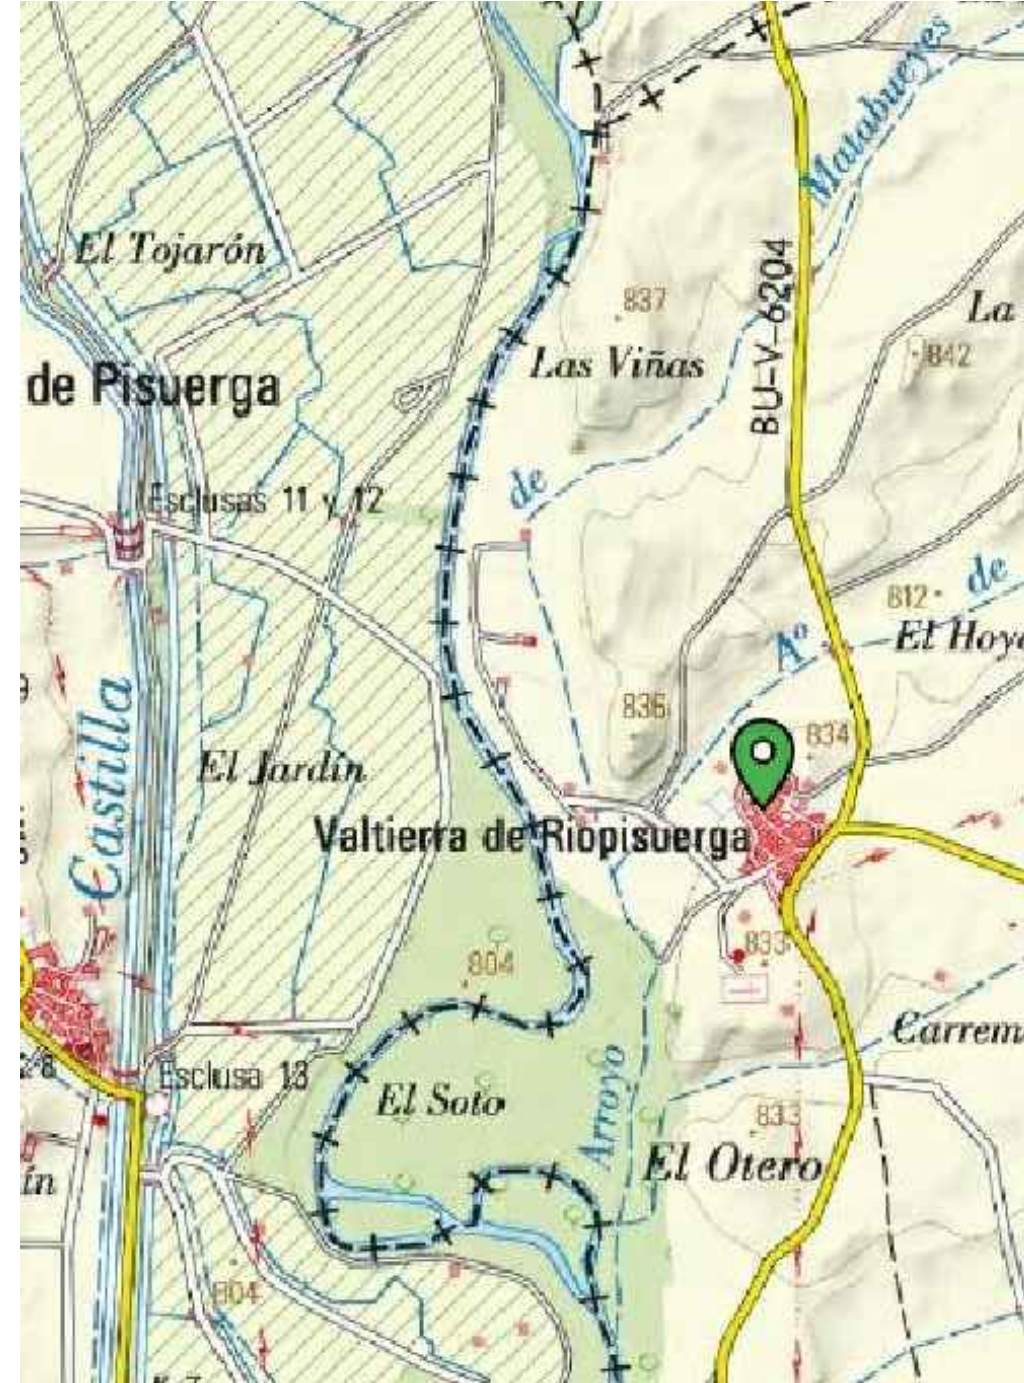 Matabueyes
El Tojarón
BU-V-6204
837
La
842
Las Viñas
de Pisuerga
de
Esclusas 11 y 12
812
de
El Hoyo
Aº
836
834
Castilla
El Jardín
Valtierra de Riopisuerga
804
833
Carrem
Esclusa 13
El Soto
Arroyo
833
El Otero
ín
804